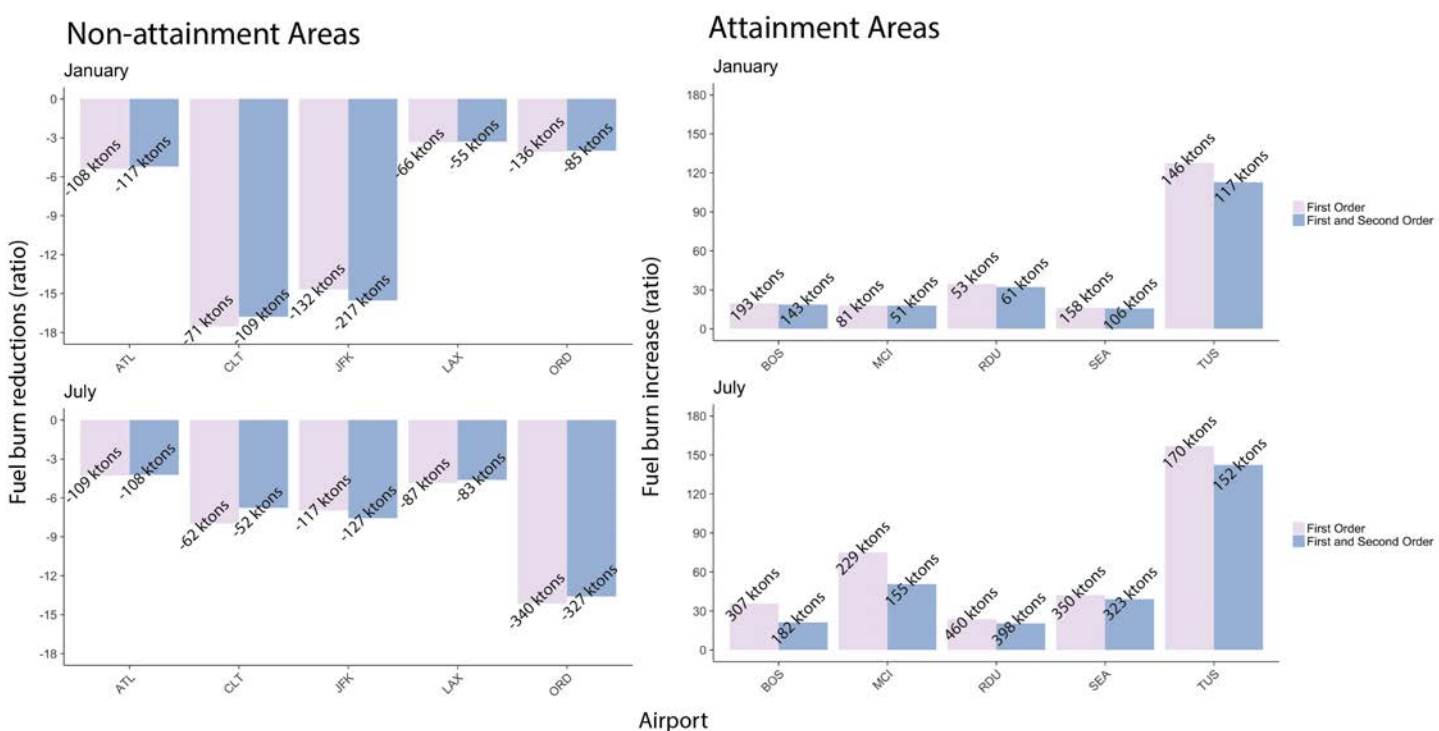 Non-attainment Areas
January
Fuel burn reductions (ratio)
0
-3
-6
-9
-12
-15
-18
-108 ktons
-117 ktons
-71 ktons
-109 ktons
-132 ktons
-217 ktons
-66 ktons
-55 ktons
-136 ktons
-85 ktons
ATL
CLT
JFK
LAX
ORD
July
0
-3
-6
-9
-12
-15
-18
-109 ktons
-108 ktons
-62 ktons
-52 ktons
-117 ktons
-127 ktons
-87 ktons
-83 ktons
-340 ktons
-327 ktons
ATL
CLT
JFK
LAX
ORD
Attainment Areas
January
Fuel burn increase (ratio)
180
150
120
90
60
30
0
193 ktons
143 ktons
81 ktons
51 ktons
53 ktons
61 ktons
158 ktons
106 ktons
146 ktons
117 ktons
BOS
MCI
RDU
SEA
TUS
First Order
First and Second Order
July
180
150
120
90
60
30
0
307 ktons
182 ktons
229 ktons
155 ktons
460 ktons
398 ktons
350 ktons
323 ktons
170 ktons
152 ktons
BOS
MCI
RDU
SEA
TUS
First Order
First and Second Order
Airport